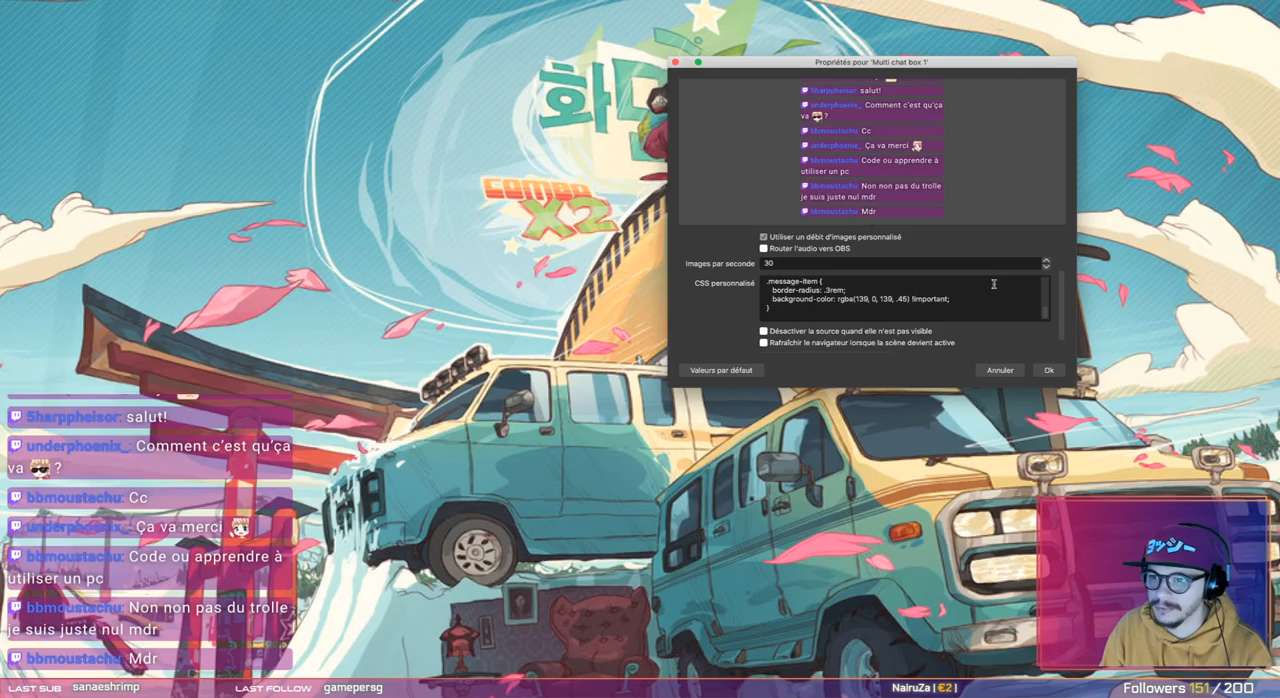 화
COMBO
X2
Propriétés pour 'Multi chat box 1'
5harppheisor: salut!
underphoenix_: Comment c'est qu'ça
va ?
bbmoustachu: Cc
underphoenix_: Ça va merci
bbmoustachu: Code ou apprendre à
utiliser un pc
bbmoustachu: Non non pas du trolle
je suis juste nul mdr
bbmoustachu: Mdr
Utiliser un débit d'images personnalisé
Router l'audio vers OBS
Images par seconde 30
CSS personnalisé
.message-item {
border-radius: .3rem;
background-color: rgba(139, 0, 139, .45) !important;
}
Désactiver la source quand elle n'est pas visible
Rafraîchir le navigateur lorsque la scène devient active
Valeurs par défaut
Annuler
Ok
5harppheisor: salut!
underphoenix_: Comment c'est qu'ça
va ?
bbmoustachu: Cc
underphoenix_: Ça va merci
bbmoustachu: Code ou apprendre à
utiliser un pc
bbmoustachu: Non non pas du trolle
je suis juste nul mdr
bbmoustachu: Mdr
LAST SUB sanaeshrimp
LAST FOLLOW gamepersg
NairuZa | €2 |
Followers 151 / 200